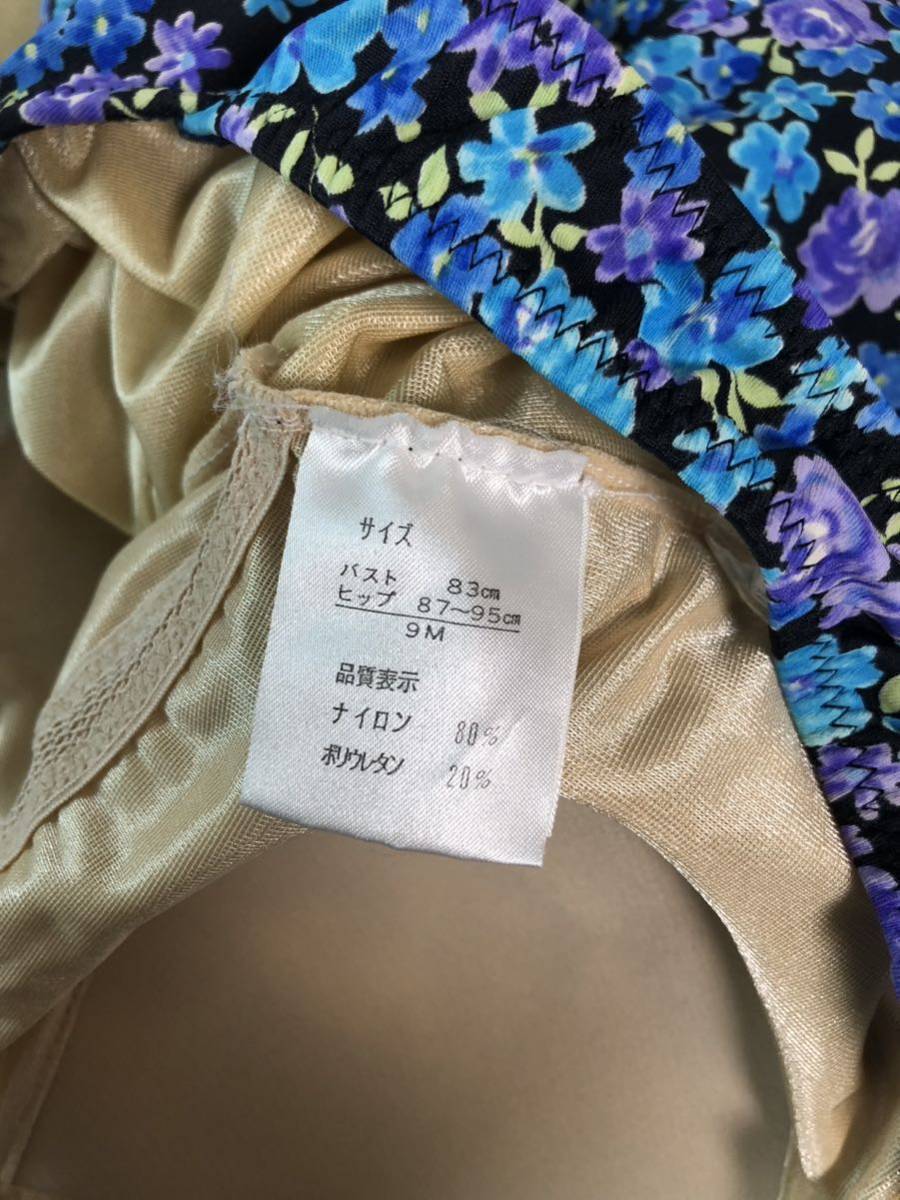 サイズ
バスト 83㎝
ヒップ 87〜95㎝
9M
品質表示
ナイロン 80%
ポリウレタン 20%